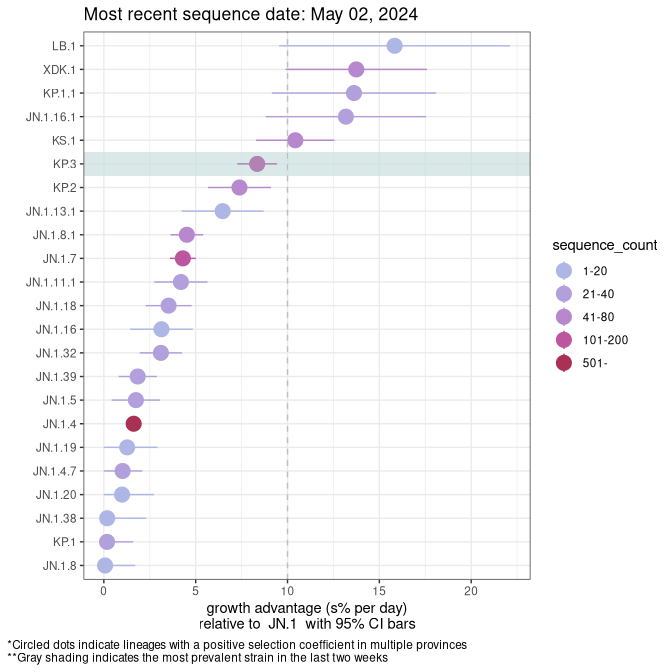 Most recent sequence date: May 02, 2024
LB.1
XDK.1
KP.1.1
JN.1.16.1
KS.1
KP.3
KP.2
JN.1.13.1
JN.1.8.1
JN.1.7
JN.1.11.1
JN.1.18
JN.1.16
JN.1.32
JN.1.39
JN.1.5
JN.1.4
JN.1.19
JN.1.4.7
JN.1.20
JN.1.38
KP.1
JN.1.8
0 5 10 15 20
growth advantage (s% per day)
relative to JN.1 with 95% CI bars
sequence_count
1-20
21-40
41-80
101-200
501-
*Circled dots indicate lineages with a positive selection coefficient in multiple provinces
**Gray shading indicates the most prevalent strain in the last two weeks